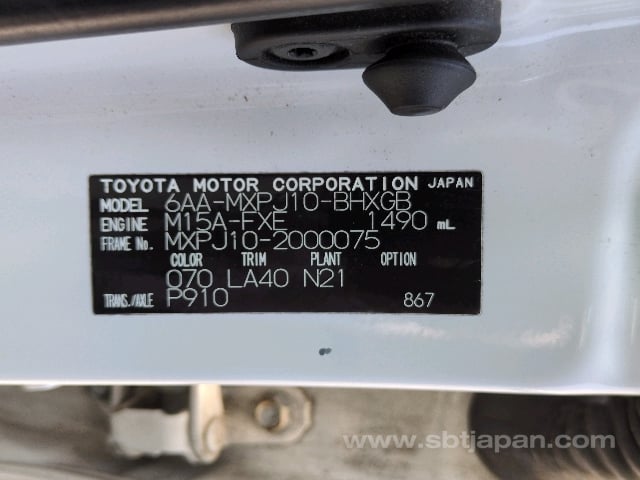 TOYOTA MOTOR CORPORATION JAPAN
MODEL 6AA-MXPJ10-BHXGB
ENGINE M15A-FXE 1490 mL
FRAME No. MXPJ10-2000075
COLOR TRIM PLANT OPTION
070 LA40 N21
TRANS./AXLE P910 867
www.sbtjapan.com